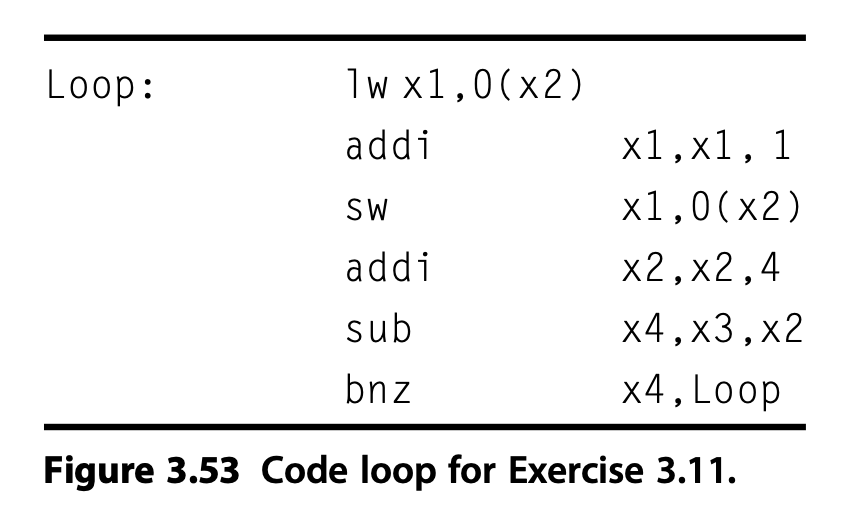 Loop: lw x1,0(x2)
addi x1,x1, 1
sw x1,0(x2)
addi x2,x2,4
sub x4,x3,x2
bnz x4,Loop
Figure 3.53 Code loop for Exercise 3.11.